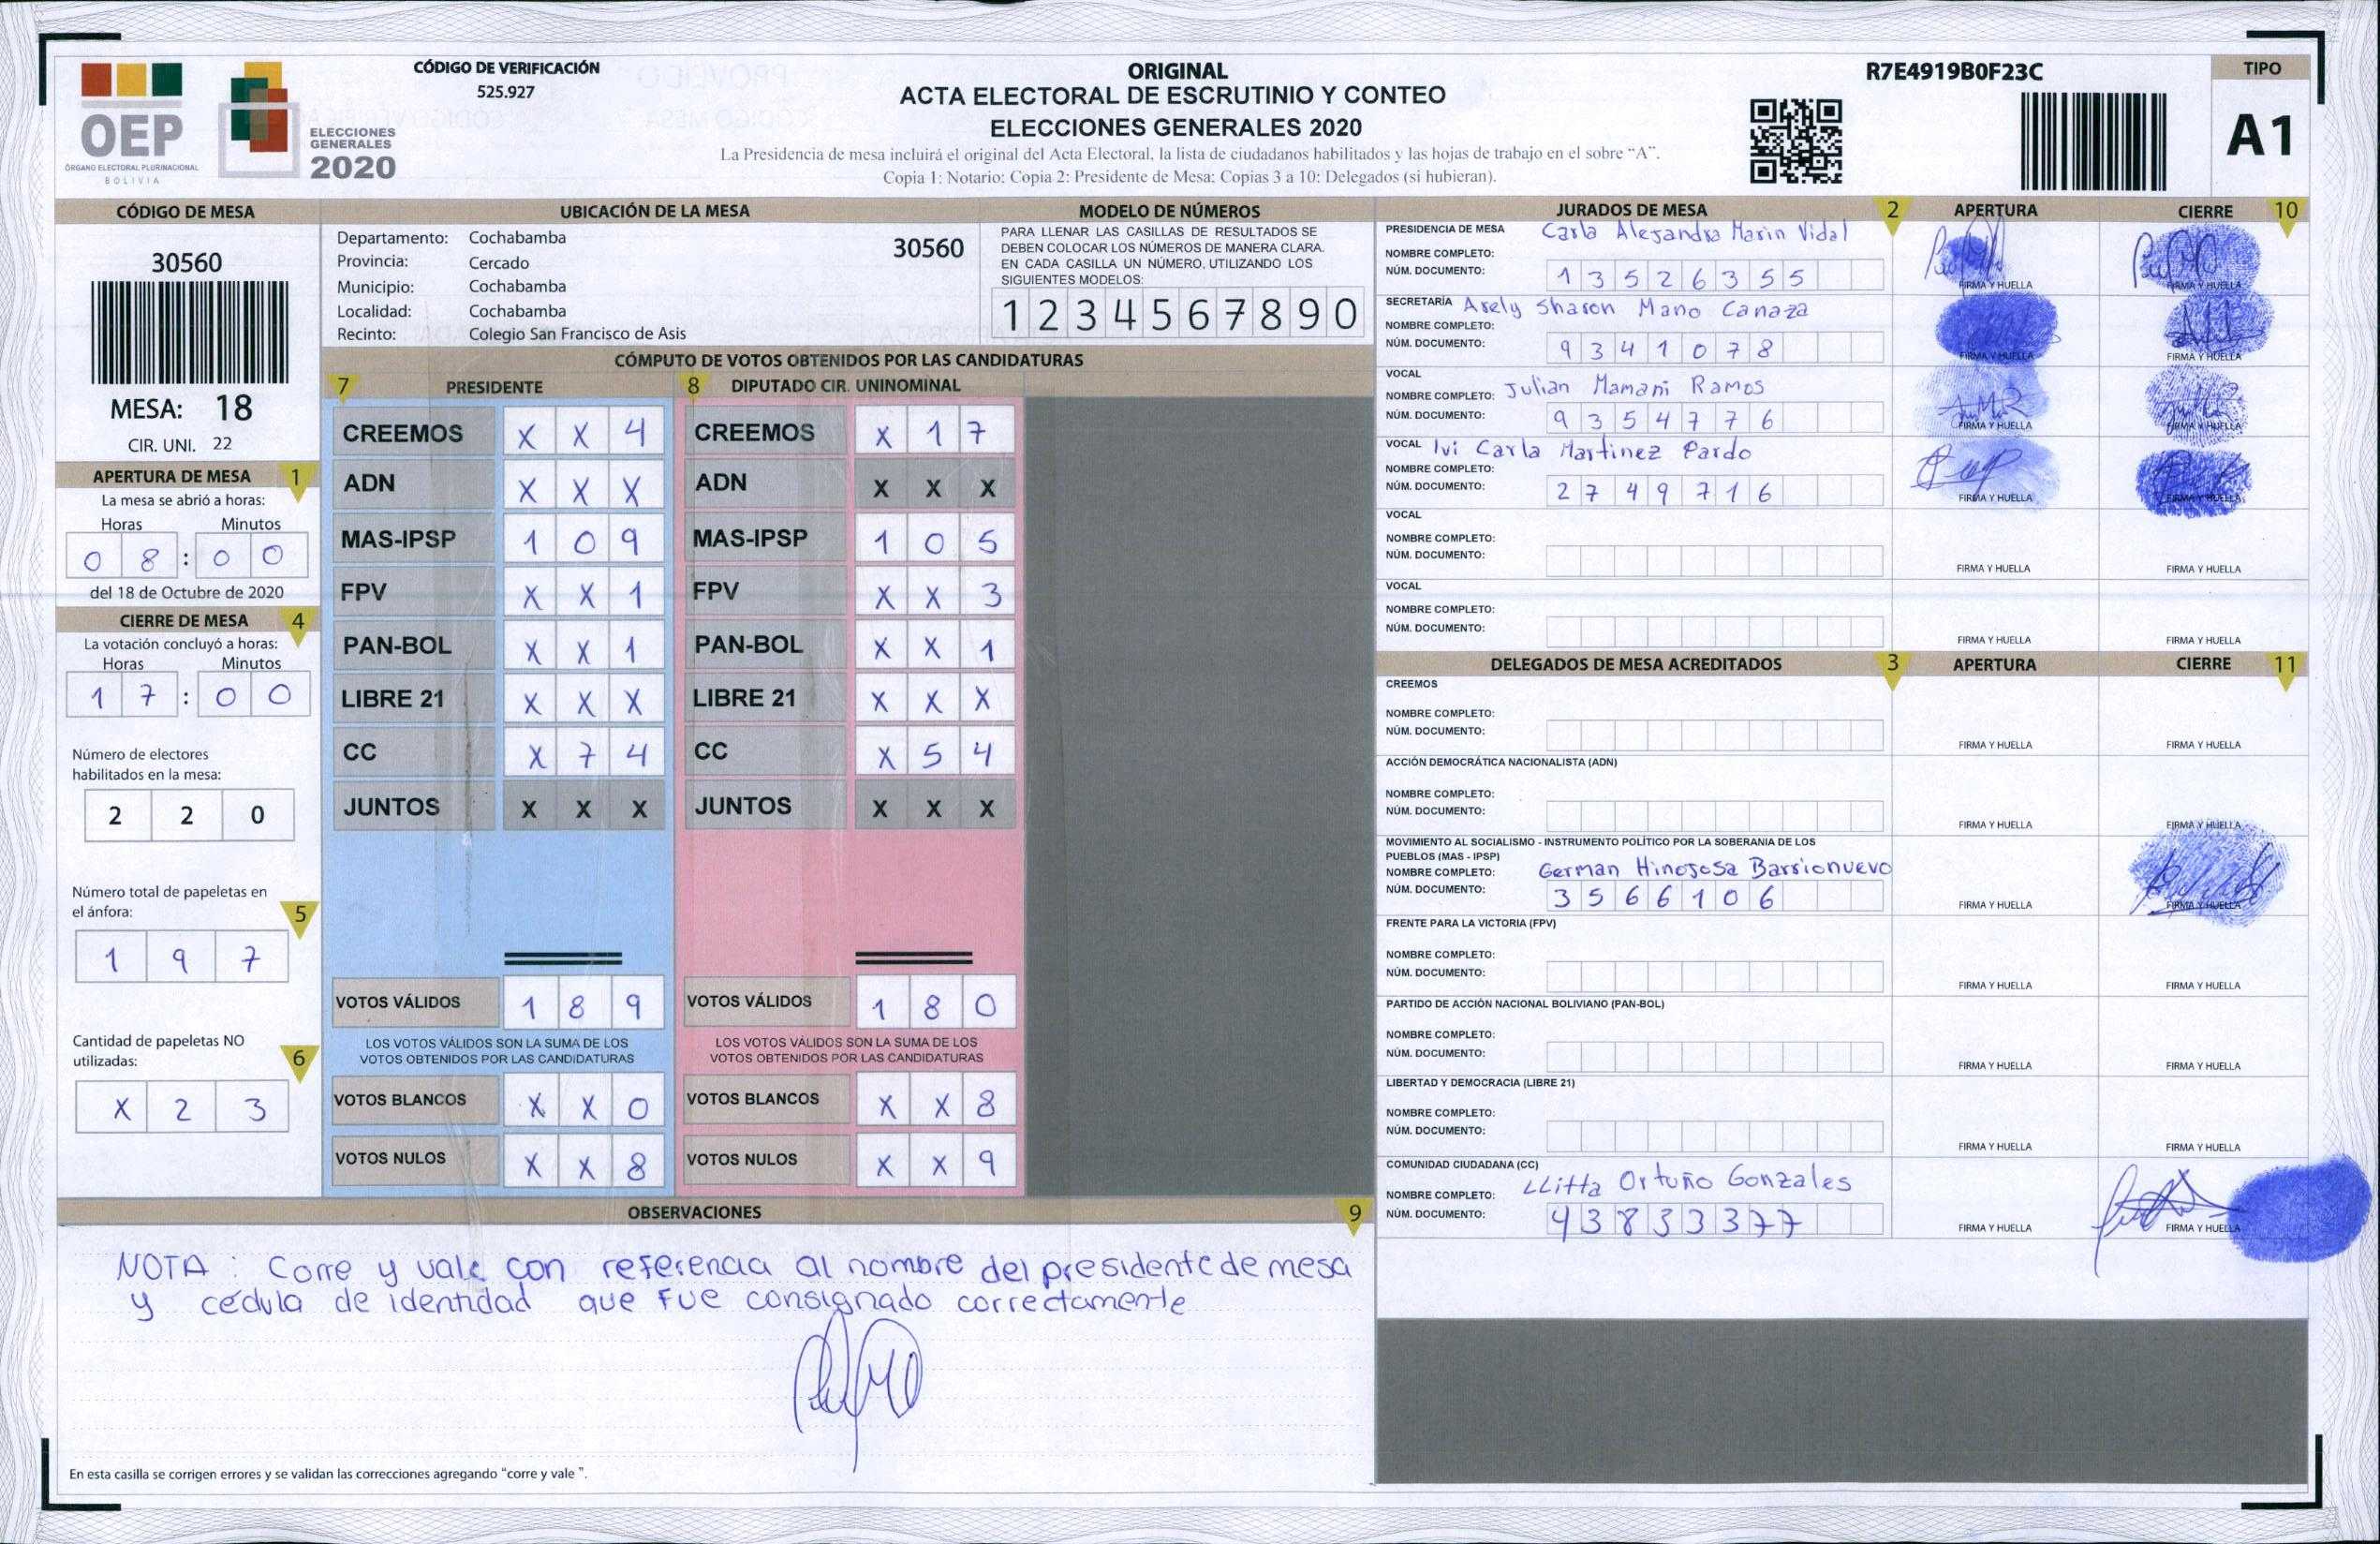 CÓDIGO DE VERIFICACIÓN
525.927
OEP
ÓRGANO ELECTORAL PLURINACIONAL
BOLIVIA
ELECCIONES
GENERALES
2020
ORIGINAL
ACTA ELECTORAL DE ESCRUTINIO Y CONTEO
ELECCIONES GENERALES 2020
La Presidencia de mesa incluirá el original del Acta Electoral, la lista de ciudadanos habilitados y las hojas de trabajo en el sobre “A”.
Copia 1: Notario: Copia 2: Presidente de Mesa: Copias 3 a 10: Delegados (si hubieran).
R7E4919B0F23C
TIPO
A1
CÓDIGO DE MESA
30560
MESA: 18
CIR. UNI. 22
APERTURA DE MESA 1
La mesa se abrió a horas:
Horas Minutos
0 8 : 0 0
del 18 de Octubre de 2020
CIERRE DE MESA 4
La votación concluyó a horas:
Horas Minutos
1 7 : 0 0
Número de electores
habilitados en la mesa:
2 2 0
Número total de papeletas en
el ánfora: 5
1 9 7
Cantidad de papeletas NO
utilizadas: 6
X 2 3
UBICACIÓN DE LA MESA
Departamento: Cochabamba 30560
Provincia: Cercado
Municipio: Cochabamba
Localidad: Cochabamba
Recinto: Colegio San Francisco de Asis
MODELO DE NÚMEROS
PARA LLENAR LAS CASILLAS DE RESULTADOS SE
DEBEN COLOCAR LOS NÚMEROS DE MANERA CLARA.
EN CADA CASILLA UN NÚMERO, UTILIZANDO LOS
SIGUIENTES MODELOS:
1 2 3 4 5 6 7 8 9 0
CÓMPUTO DE VOTOS OBTENIDOS POR LAS CANDIDATURAS
7 PRESIDENTE 8 DIPUTADO CIR. UNINOMINAL
CREEMOS X X 4 CREEMOS X 1 7
ADN X X X ADN X X X
MAS-IPSP 1 0 9 MAS-IPSP 1 0 5
FPV X X 1 FPV X X 3
PAN-BOL X X 1 PAN-BOL X X 1
LIBRE 21 X X X LIBRE 21 X X X
CC X 7 4 CC X 5 4
JUNTOS X X X JUNTOS X X X
VOTOS VÁLIDOS 1 8 9 VOTOS VÁLIDOS 1 8 0
LOS VOTOS VÁLIDOS SON LA SUMA DE LOS LOS VOTOS VÁLIDOS SON LA SUMA DE LOS
VOTOS OBTENIDOS POR LAS CANDIDATURAS VOTOS OBTENIDOS POR LAS CANDIDATURAS
VOTOS BLANCOS X X 0 VOTOS BLANCOS X X 8
VOTOS NULOS X X 8 VOTOS NULOS X X 9
OBSERVACIONES 9
NOTA : Corre y vale con referencia al nombre del presidente de mesa
y cédula de identidad que fue consignado correctamente
En esta casilla se corrigen errores y se validan las correcciones agregando “corre y vale ”.
JURADOS DE MESA 2 APERTURA CIERRE 10
PRESIDENCIA DE MESA Carla Alejandra Marin Vidal
NOMBRE COMPLETO:
NÚM. DOCUMENTO: 1 3 5 2 6 3 5 5 FIRMA Y HUELLA FIRMA Y HUELLA
SECRETARÍA Arely Sharon Mano Canaza
NOMBRE COMPLETO:
NÚM. DOCUMENTO: 9 3 4 1 0 7 8 FIRMA Y HUELLA FIRMA Y HUELLA
VOCAL
NOMBRE COMPLETO: Julian Mamani Ramos
NÚM. DOCUMENTO: 9 3 5 4 7 7 6 FIRMA Y HUELLA FIRMA Y HUELLA
VOCAL Ivi Carla Martinez Pardo
NOMBRE COMPLETO:
NÚM. DOCUMENTO: 2 7 4 9 7 1 6 FIRMA Y HUELLA FIRMA Y HUELLA
VOCAL
NOMBRE COMPLETO:
NÚM. DOCUMENTO: FIRMA Y HUELLA FIRMA Y HUELLA
VOCAL
NOMBRE COMPLETO:
NÚM. DOCUMENTO: FIRMA Y HUELLA FIRMA Y HUELLA
DELEGADOS DE MESA ACREDITADOS 3 APERTURA CIERRE 11
CREEMOS
NOMBRE COMPLETO:
NÚM. DOCUMENTO: FIRMA Y HUELLA FIRMA Y HUELLA
ACCIÓN DEMOCRÁTICA NACIONALISTA (ADN)
NOMBRE COMPLETO:
NÚM. DOCUMENTO: FIRMA Y HUELLA FIRMA Y HUELLA
MOVIMIENTO AL SOCIALISMO - INSTRUMENTO POLÍTICO POR LA SOBERANIA DE LOS
PUEBLOS (MAS - IPSP)
NOMBRE COMPLETO: German Hinojosa Barrionuevo
NÚM. DOCUMENTO: 3 5 6 6 1 0 6 FIRMA Y HUELLA FIRMA Y HUELLA
FRENTE PARA LA VICTORIA (FPV)
NOMBRE COMPLETO:
NÚM. DOCUMENTO: FIRMA Y HUELLA FIRMA Y HUELLA
PARTIDO DE ACCIÓN NACIONAL BOLIVIANO (PAN-BOL)
NOMBRE COMPLETO:
NÚM. DOCUMENTO: FIRMA Y HUELLA FIRMA Y HUELLA
LIBERTAD Y DEMOCRACIA (LIBRE 21)
NOMBRE COMPLETO:
NÚM. DOCUMENTO: FIRMA Y HUELLA FIRMA Y HUELLA
COMUNIDAD CIUDADANA (CC)
NOMBRE COMPLETO: LLitta Ortuño Gonzales
NÚM. DOCUMENTO: 4 3 8 3 3 3 7 7 FIRMA Y HUELLA FIRMA Y HUELLA